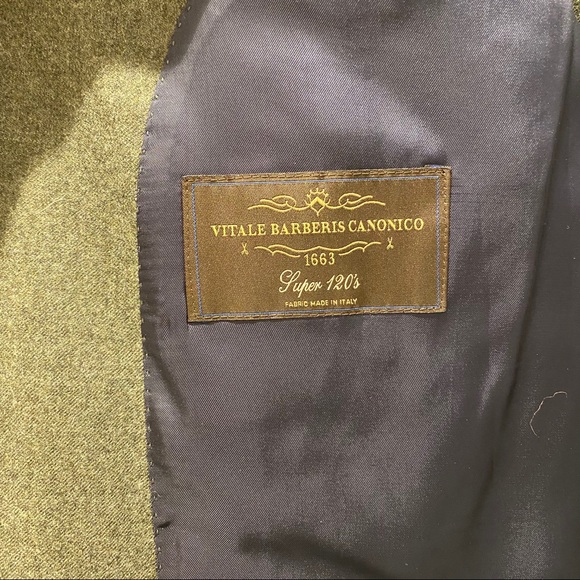 VITALE BARBERIS CANONICO
1663
Super 120's
FABRIC MADE IN ITALY